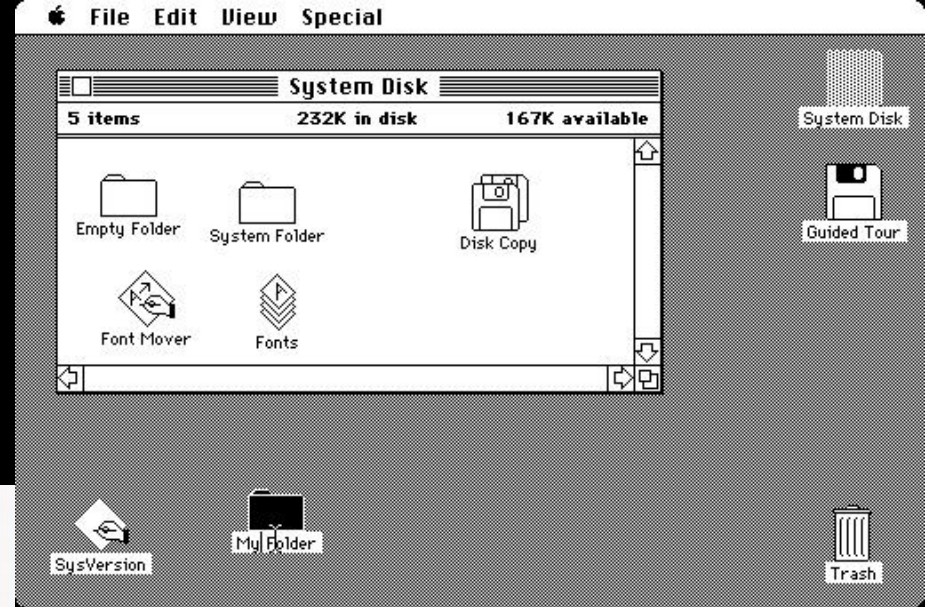 File Edit View Special
System Disk
5 items 232K in disk 167K available
Empty Folder
System Folder
Disk Copy
Font Mover
Fonts
System Disk
Guided Tour
SysVersion
My Folder
Trash